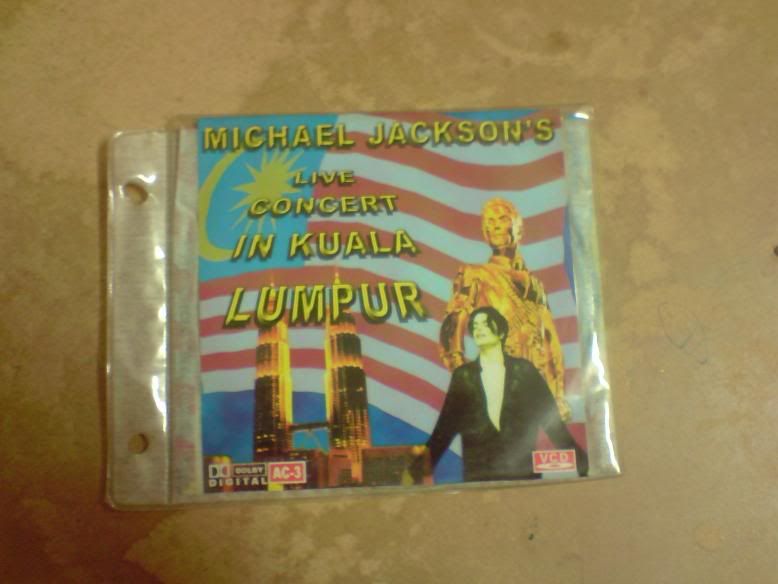 MICHAEL JACKSON'S
LIVE
CONCERT
IN KUALA
LUMPUR
DOLBY
DIGITAL
AC-3
VCD